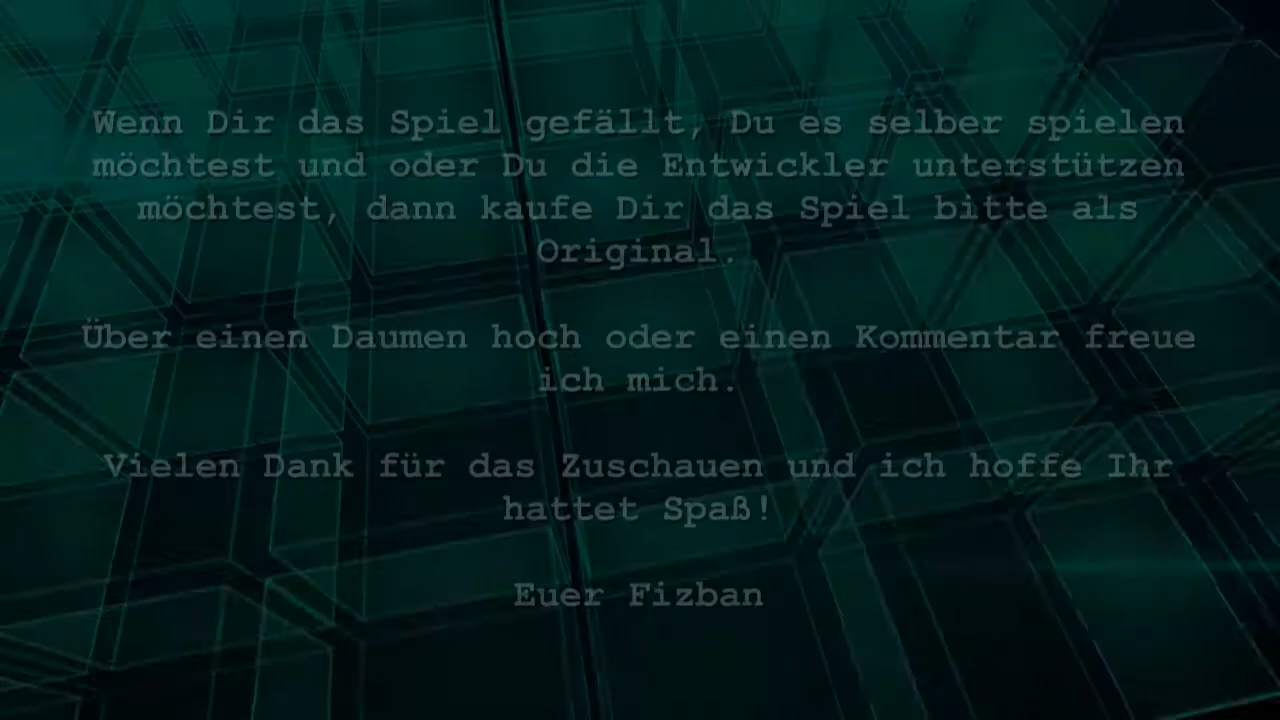 Wenn Dir das Spiel gefällt, Du es selber spielen
möchtest und oder Du die Entwickler unterstützen
möchtest, dann kaufe Dir das Spiel bitte als
Original.
Über einen Daumen hoch oder einen Kommentar freue
ich mich.
Vielen Dank für das Zuschauen und ich hoffe Ihr
hattet Spaß!
Euer Fizban